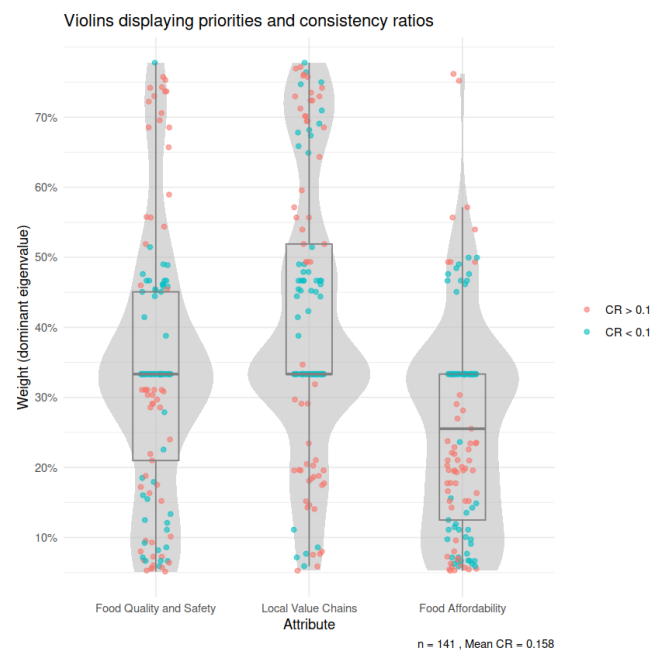 Violins displaying priorities and consistency ratios
Weight (dominant eigenvalue)
70%
60%
50%
40%
30%
20%
10%
CR > 0.1
CR < 0.1
Food Quality and Safety
Local Value Chains
Food Affordability
Attribute
n = 141 , Mean CR = 0.158